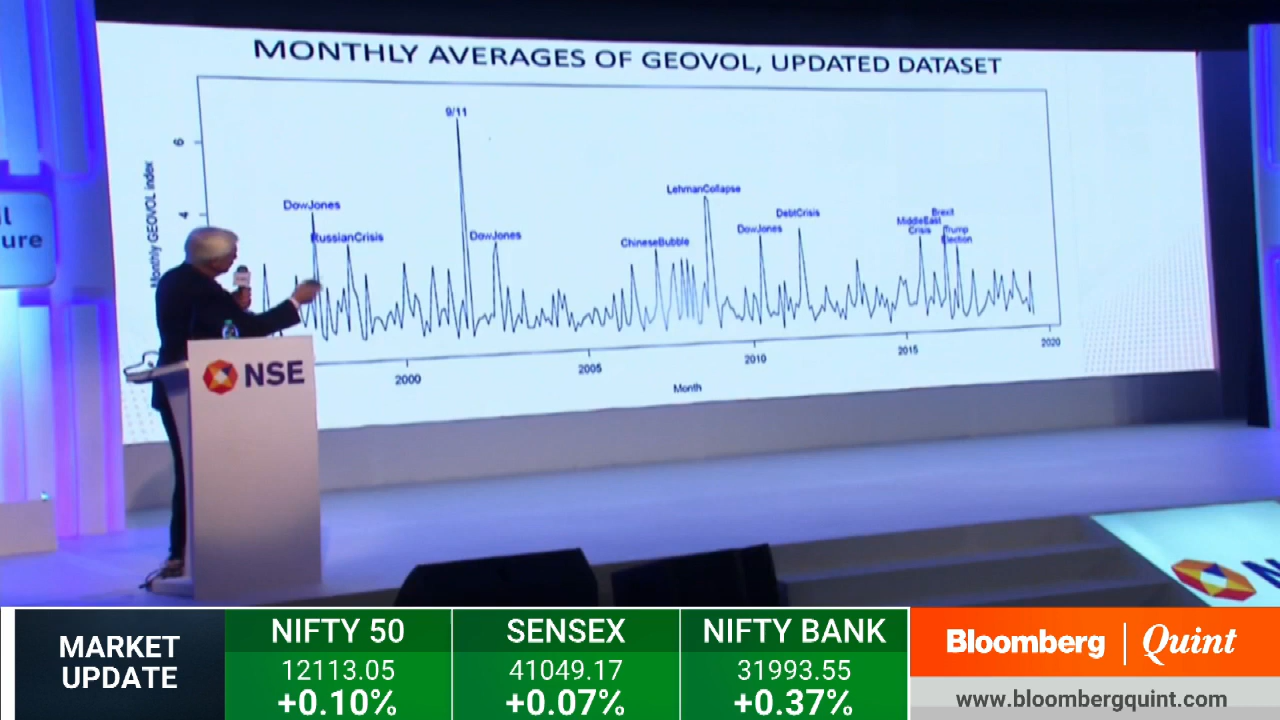 MONTHLY AVERAGES OF GEOVOL, UPDATED DATASET
Monthly GEOVOL index
6
4
9/11
DowJones
RussianCrisis
DowJones
LehmanCollapse
ChineseBubble
DowJones
DebtCrisis
MiddleEast
Crisis
Brexit
Trump
Election
2000
2005
2010
2015
2020
Month
ure
NSE
MARKET
UPDATE
NIFTY 50
12113.05
+0.10%
SENSEX
41049.17
+0.07%
NIFTY BANK
31993.55
+0.37%
Bloomberg | Quint
www.bloombergquint.com